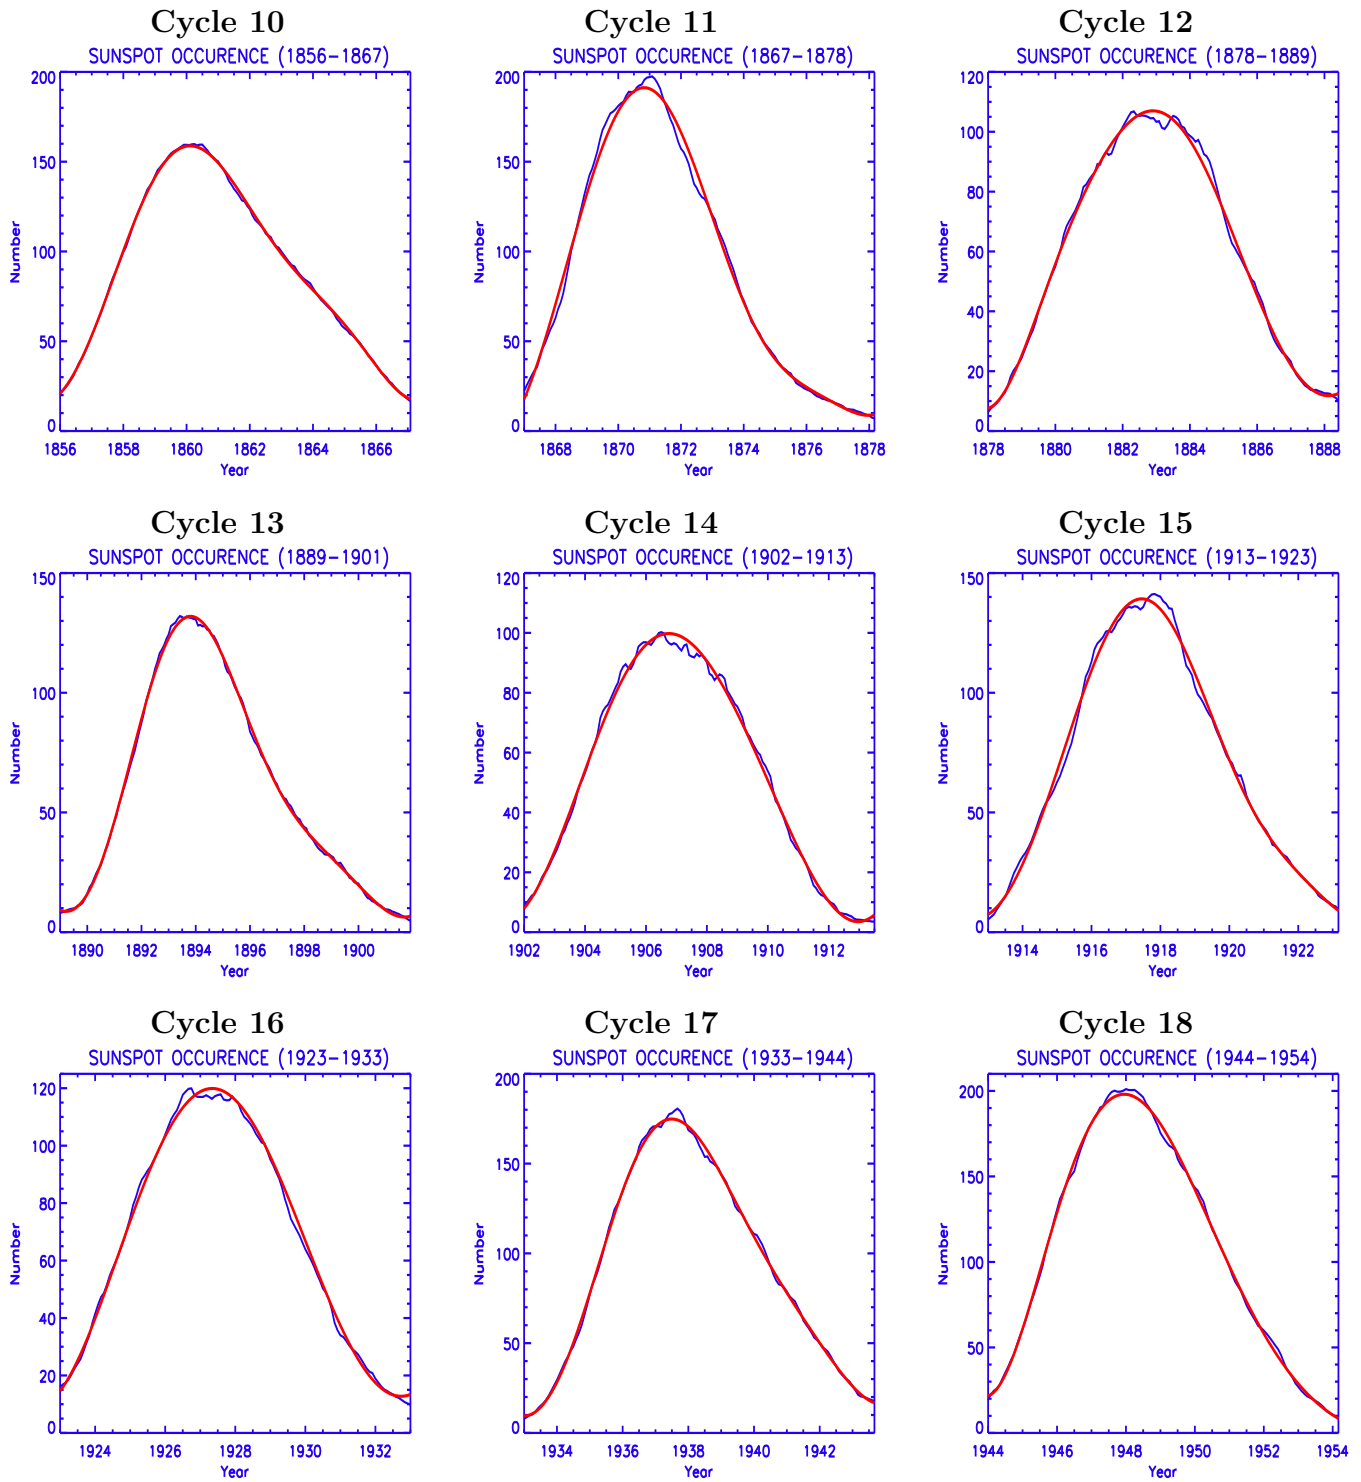 Cycle 10
SUNSPOT OCCURENCE (1856-1867)
200
150
100
50
0
Number
1856 1858 1860 1862 1864 1866
Year
Cycle 11
SUNSPOT OCCURENCE (1867-1878)
200
150
100
50
0
Number
1868 1870 1872 1874 1876 1878
Year
Cycle 12
SUNSPOT OCCURENCE (1878-1889)
120
100
80
60
40
20
0
Number
1878 1880 1882 1884 1886 1888
Year
Cycle 13
SUNSPOT OCCURENCE (1889-1901)
150
100
50
0
Number
1890 1892 1894 1896 1898 1900
Year
Cycle 14
SUNSPOT OCCURENCE (1902-1913)
120
100
80
60
40
20
0
Number
1902 1904 1906 1908 1910 1912
Year
Cycle 15
SUNSPOT OCCURENCE (1913-1923)
150
100
50
0
Number
1914 1916 1918 1920 1922
Year
Cycle 16
SUNSPOT OCCURENCE (1923-1933)
120
100
80
60
40
20
0
Number
1924 1926 1928 1930 1932
Year
Cycle 17
SUNSPOT OCCURENCE (1933-1944)
200
150
100
50
0
Number
1934 1936 1938 1940 1942
Year
Cycle 18
SUNSPOT OCCURENCE (1944-1954)
200
150
100
50
0
Number
1944 1946 1948 1950 1952 1954
Year